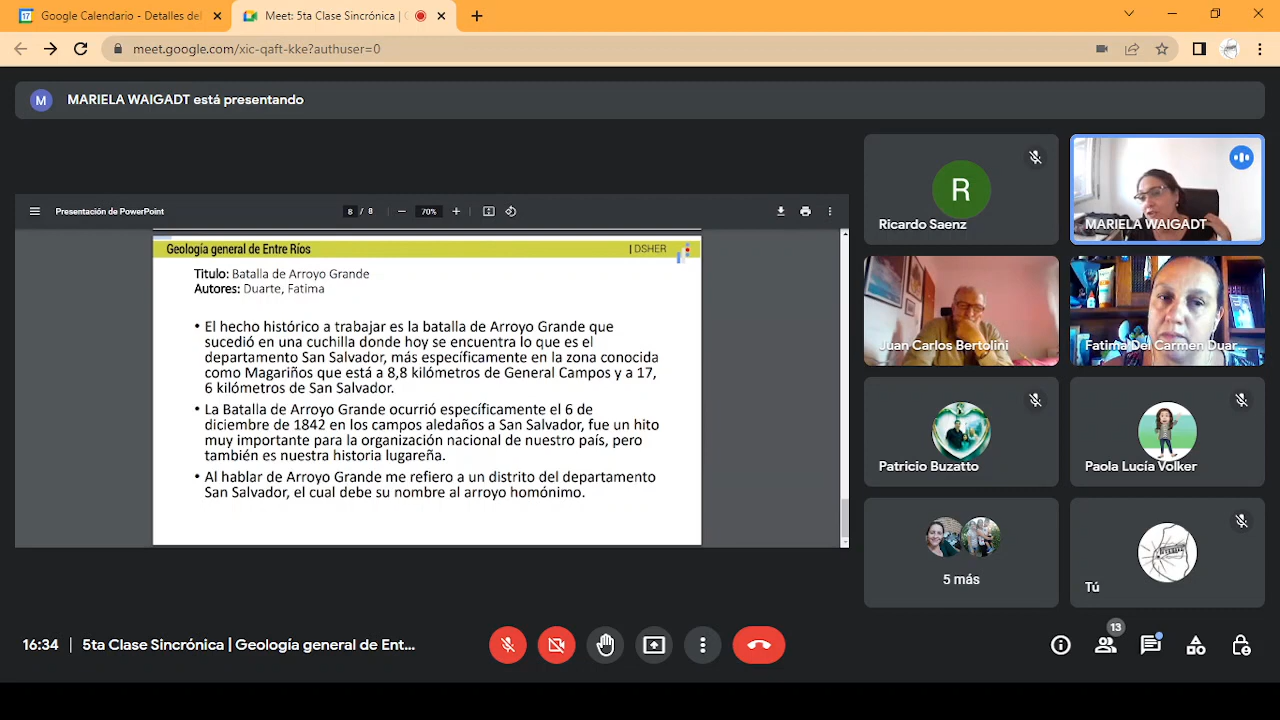 Google Calendario - Detalles del
Meet: 5ta Clase Sincrónica |
meet.google.com/xic-qaft-kke?authuser=0
M
MARIELA WAIGADT está presentando
Presentación de PowerPoint
8 / 8
70%
Geología general de Entre Ríos
| DSHER
Titulo: Batalla de Arroyo Grande
Autores: Duarte, Fatima
• El hecho histórico a trabajar es la batalla de Arroyo Grande que
sucedió en una cuchilla donde hoy se encuentra lo que es el
departamento San Salvador, más específicamente en la zona conocida
como Magariños que está a 8,8 kilómetros de General Campos y a 17,
6 kilómetros de San Salvador.
• La Batalla de Arroyo Grande ocurrió específicamente el 6 de
diciembre de 1842 en los campos aledaños a San Salvador, fue un hito
muy importante para la organización nacional de nuestro país, pero
también es nuestra historia lugareña.
• Al hablar de Arroyo Grande me refiero a un distrito del departamento
San Salvador, el cual debe su nombre al arroyo homónimo.
R
Ricardo Saenz
MARIELA WAIGADT
Juan Carlos Bertolini
Fatima Del Carmen Duar...
Patricio Buzatto
Paola Lucía Volker
5 más
Tú
16:34 | 5ta Clase Sincrónica | Geología general de Ent...
13